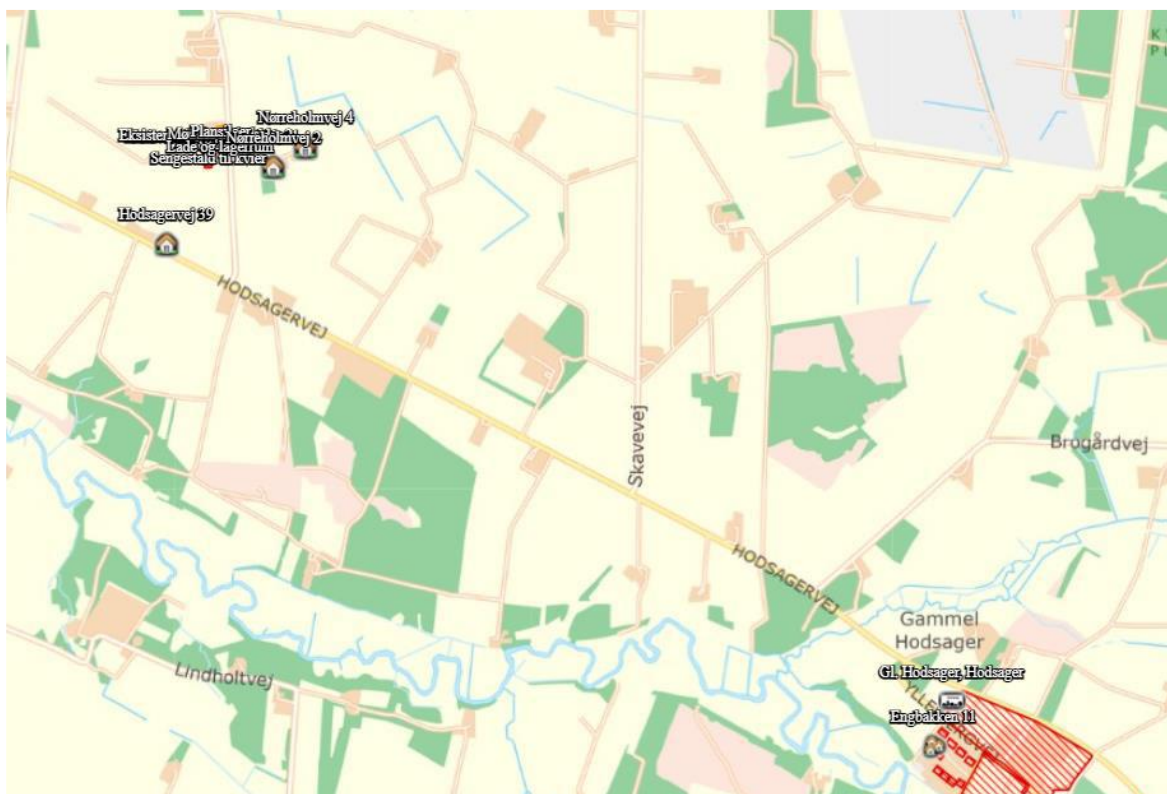 K
P
Nørreholmvej 4
Nørreholmvej 2
Lade og lagerrum
Sengestald til kvier
Hodsagervej 39
HODSAGERVEJ
Skavevej
Brogårdvej
HODSAGERVEJ
Gammel
Hodsager
Lindholtvej
Gl. Hodsager, Hodsager
Engbakken 11